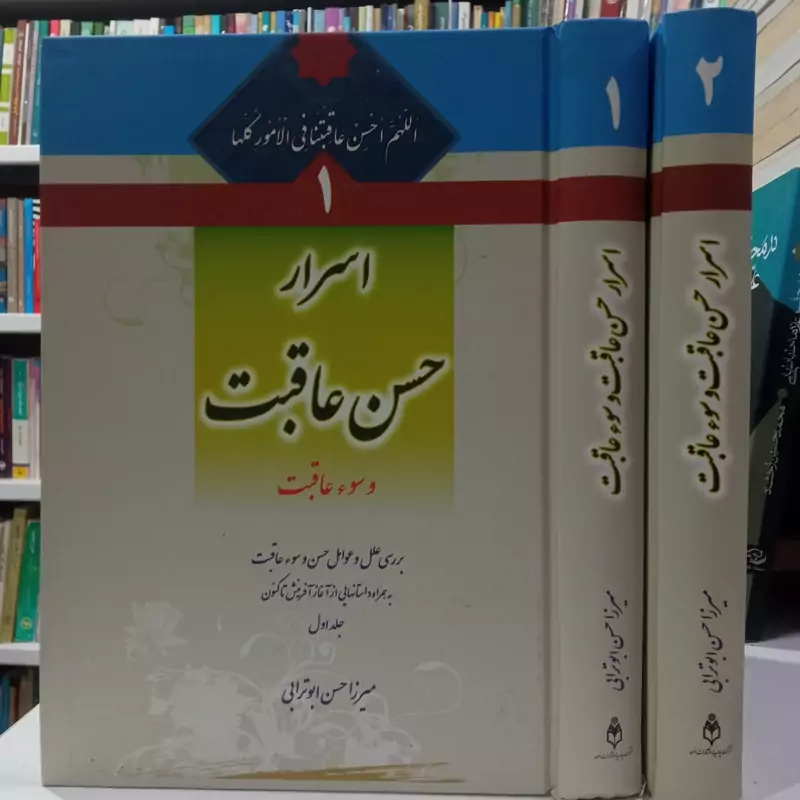 اللهم احسن عاقبتنا فی الامور کلها
۱
اسرار
حسن عاقبت
و سوء عاقبت
بررسی علل و عوامل حسن و سوء عاقبت
به همراه داستانهایی از آغاز آفرینش تا کنون
جلد اول
میرزا حسن ابوترابی
۱
اسرار حسن عاقبت و سوء عاقبت
میرزا حسن ابوترابی
۲
اسرار حسن عاقبت و سوء عاقبت
میرزا حسن ابوترابی